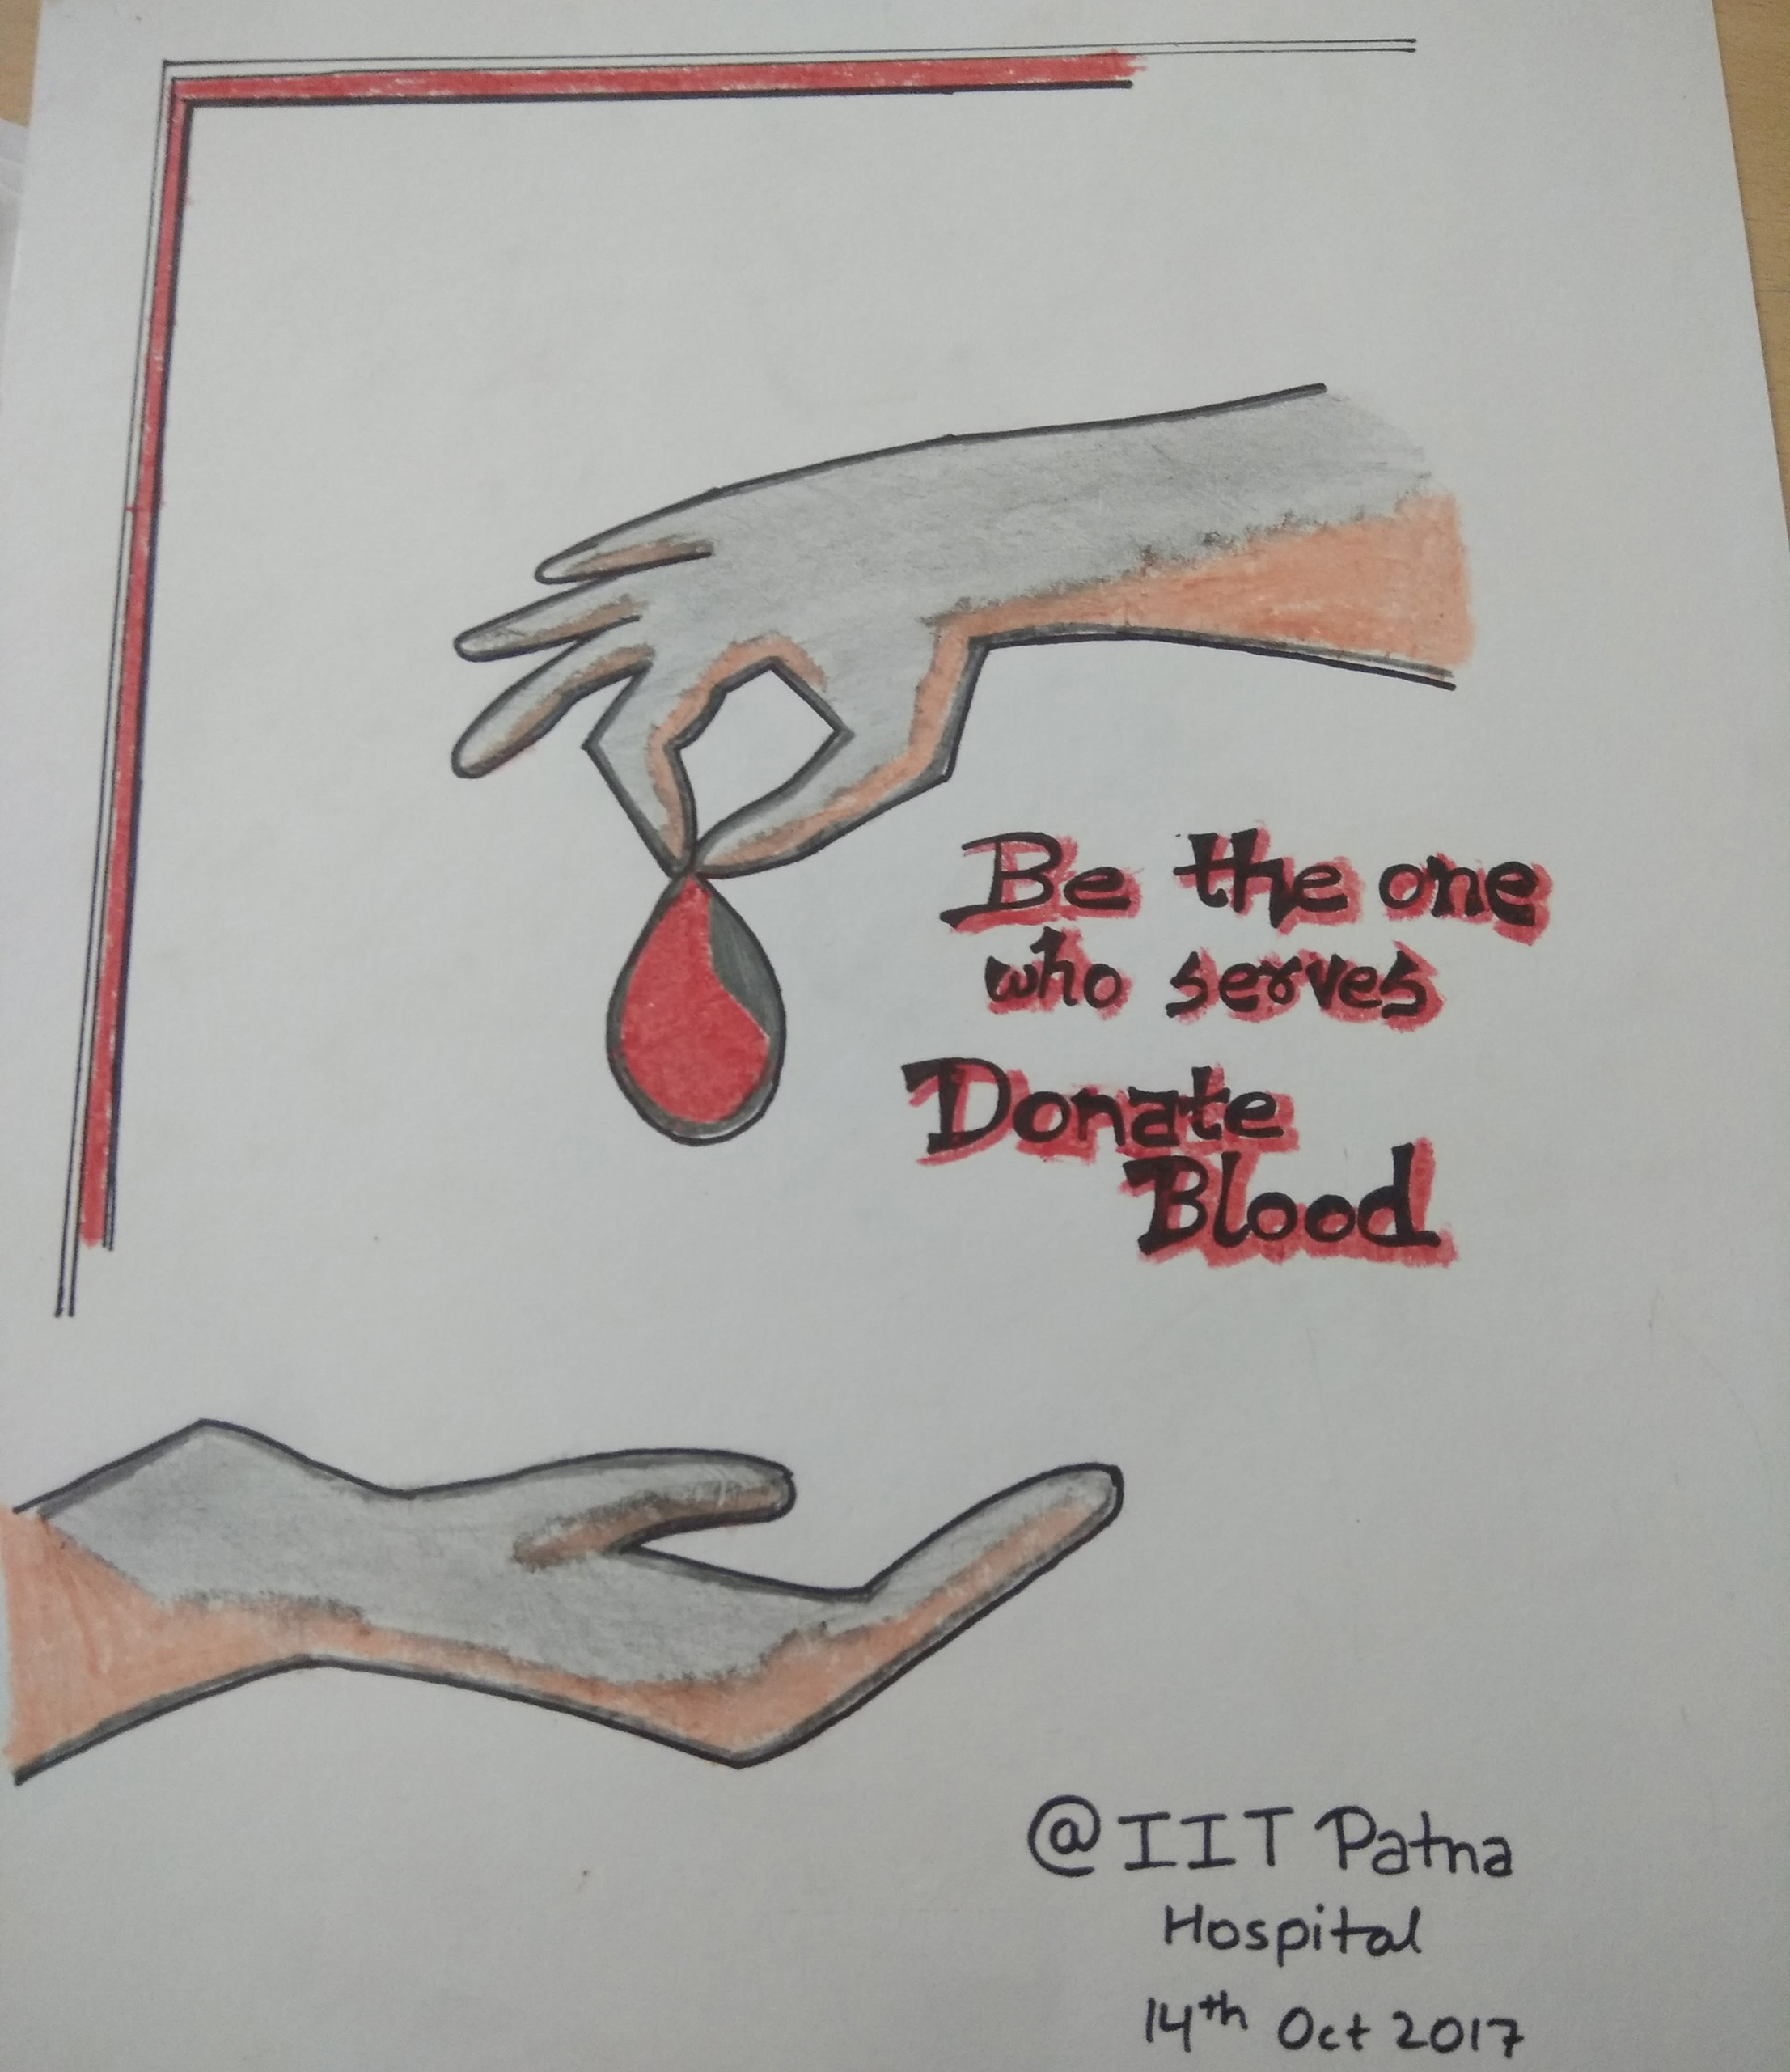 Be the one
who serves
Donate
Blood
@IIT Patna
Hospital
14th Oct 2017